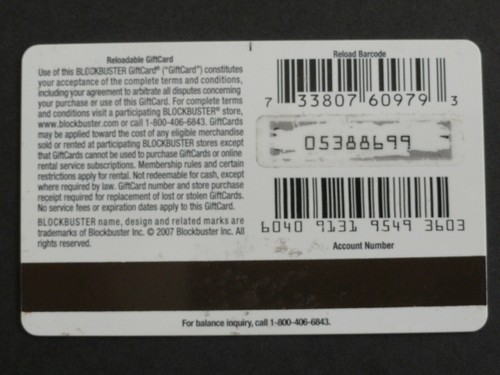 Reloadable GiftCard
Use of this BLOCKBUSTER GiftCard® ("GiftCard") constitutes
your acceptance of the complete terms and conditions,
including your agreement to arbitrate all disputes concerning
your purchase or use of this GiftCard. For complete terms
and conditions visit a participating BLOCKBUSTER® store,
www.blockbuster.com or call 1-800-406-6843. GiftCards
may be applied toward the cost of any eligible merchandise
sold or rented at participating BLOCKBUSTER stores except
that GiftCards cannot be used to purchase GiftCards or online
rental service subscriptions. Membership rules and certain
restrictions apply for rental. Not redeemable for cash, except
where required by law. GiftCard number and store purchase
receipt required for replacement of lost or stolen GiftCards.
No service fees or expiration dates apply to this GiftCard.
BLOCKBUSTER name, design and related marks are
trademarks of Blockbuster Inc. © 2007 Blockbuster Inc. All
rights reserved.
Reload Barcode
7 33807 60979 3
05388699
6040 9131 9549 3603
Account Number
For balance inquiry, call 1-800-406-6843.